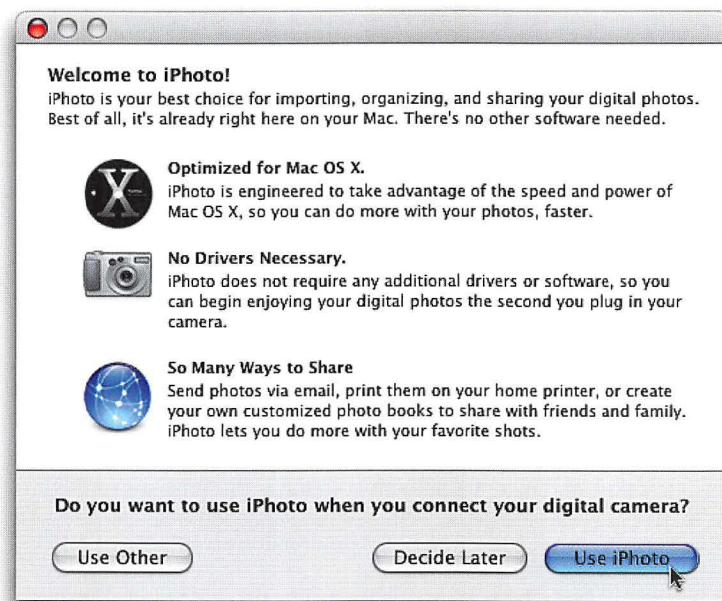 Welcome to iPhoto!
iPhoto is your best choice for importing, organizing, and sharing your digital photos.
Best of all, it's already right here on your Mac. There's no other software needed.
X
Optimized for Mac OS X.
iPhoto is engineered to take advantage of the speed and power of
Mac OS X, so you can do more with your photos, faster.
No Drivers Necessary.
iPhoto does not require any additional drivers or software, so you
can begin enjoying your digital photos the second you plug in your
camera.
So Many Ways to Share
Send photos via email, print them on your home printer, or create
your own customized photo books to share with friends and family.
iPhoto lets you do more with your favorite shots.
Do you want to use iPhoto when you connect your digital camera?
Use Other
Decide Later
Use iPhoto